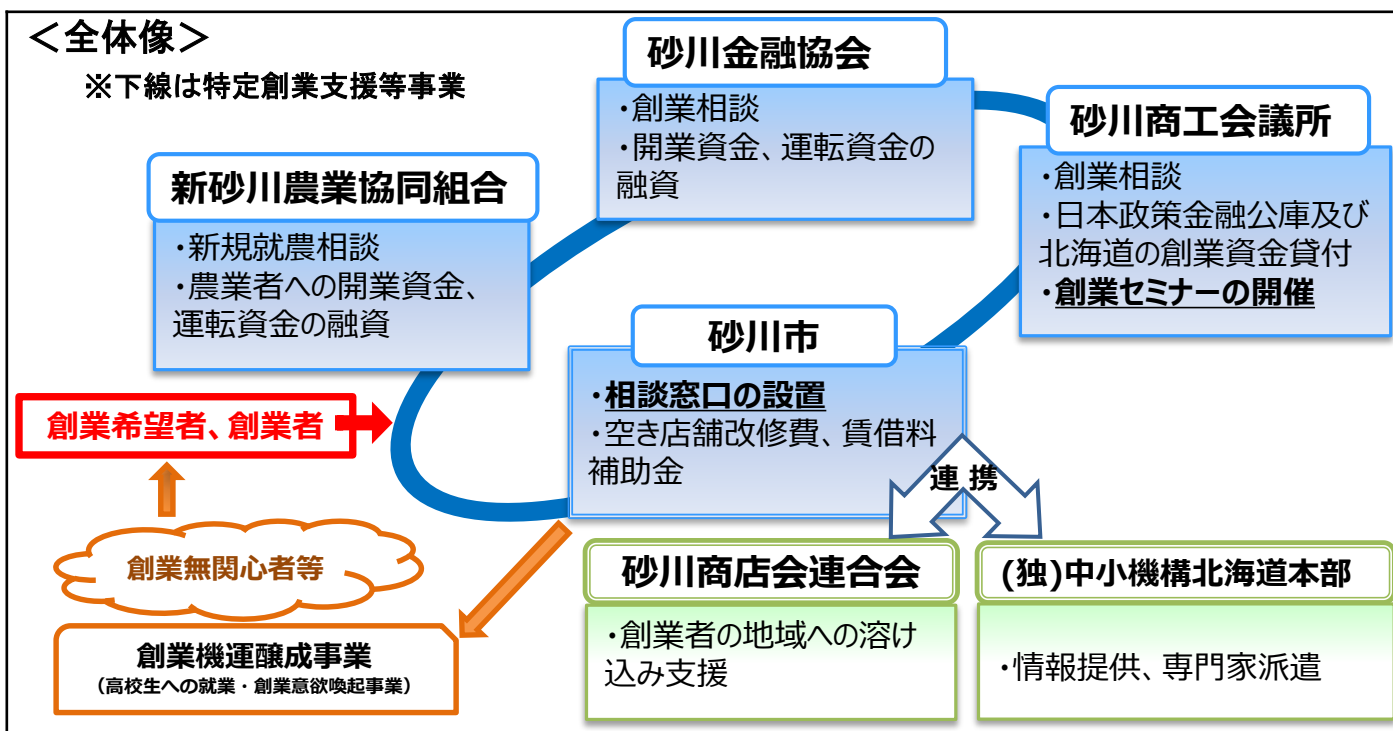 ＜全体像＞
※下線は特定創業支援等事業
砂川金融協会
・創業相談
・開業資金、運転資金の
融資
砂川商工会議所
・創業相談
・日本政策金融公庫及び
北海道の創業資金貸付
・創業セミナーの開催
新砂川農業協同組合
・新規就農相談
・農業者への開業資金、
運転資金の融資
砂川市
・相談窓口の設置
・空き店舗改修費、賃借料
補助金
創業希望者、創業者
連携
創業無関心者等
創業機運醸成事業
（高校生への就業・創業意欲喚起事業）
砂川商店会連合会
・創業者の地域への溶け
込み支援
(独)中小機構北海道本部
・情報提供、専門家派遣